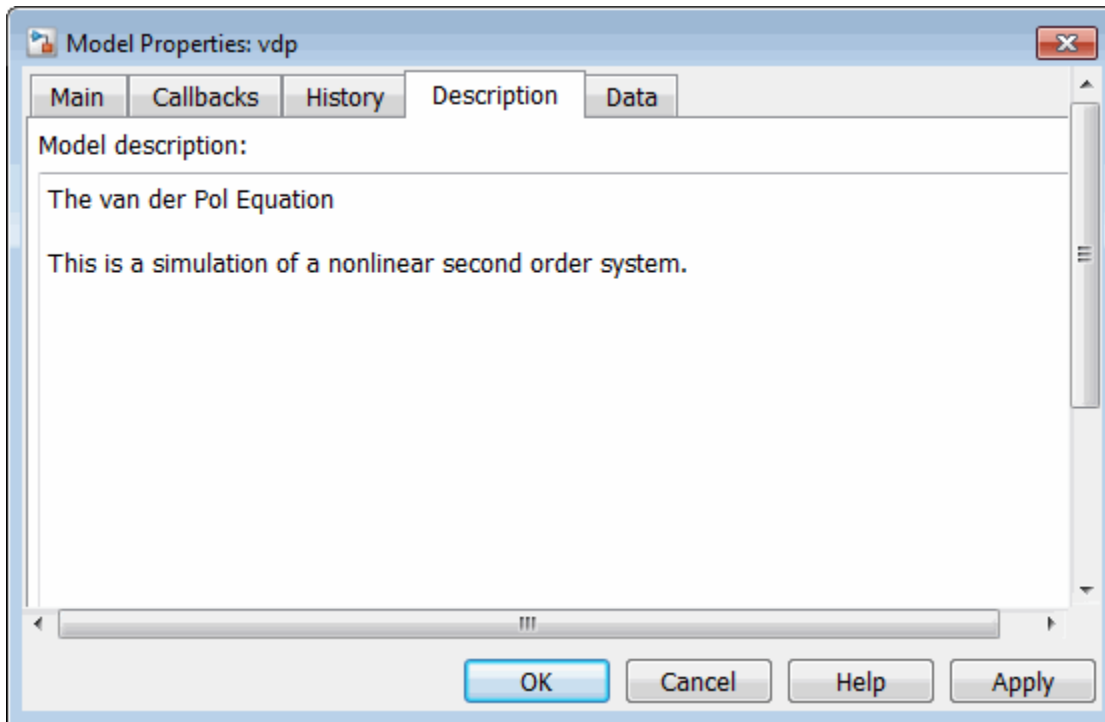 Model Properties: vdp
Main Callbacks History Description Data
Model description:
The van der Pol Equation
This is a simulation of a nonlinear second order system.
OK Cancel Help Apply